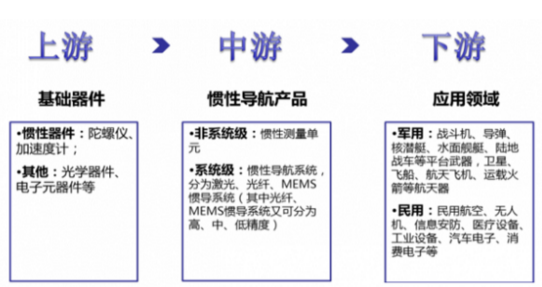 上游
中游
下游
基础器件
惯性导航产品
应用领域
•惯性器件：陀螺仪、
加速度计；
•其他：光学器件、
电子元器件等
•非系统级：惯性测量单
元
•系统级：惯性导航系统，
分为激光、光纤、MEMS
惯导系统（其中光纤、
MEMS惯导系统又可分为
高、中、低精度）
•军用：战斗机、导弹、
核潜艇、水面舰艇、陆地
战车等平台武器，卫星、
飞船、航天飞机、运载火
箭等航天器
•民用：民用航空、无人
机、信息安防、医疗设备、
工业设备、汽车电子、消
费电子等